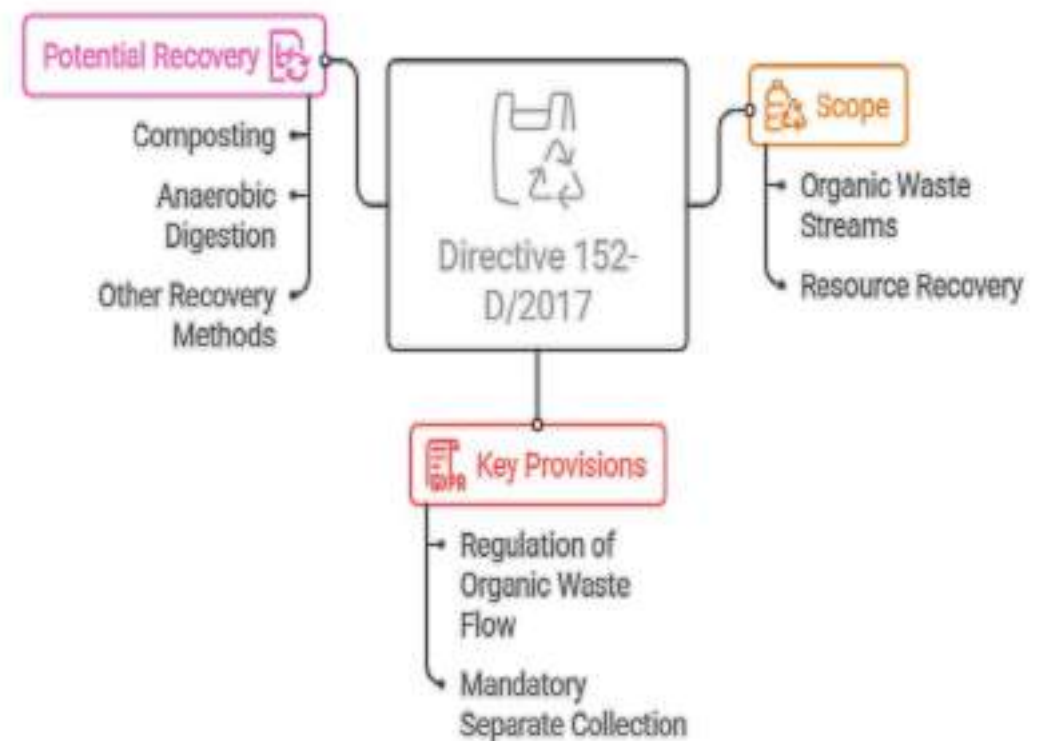 Potential Recovery
Composting
Anaerobic
Digestion
Other Recovery
Methods
Directive 152-
D/2017
Scope
Organic Waste
Streams
Resource Recovery
GDPR
Key Provisions
Regulation of
Organic Waste
Flow
Mandatory
Separate Collection